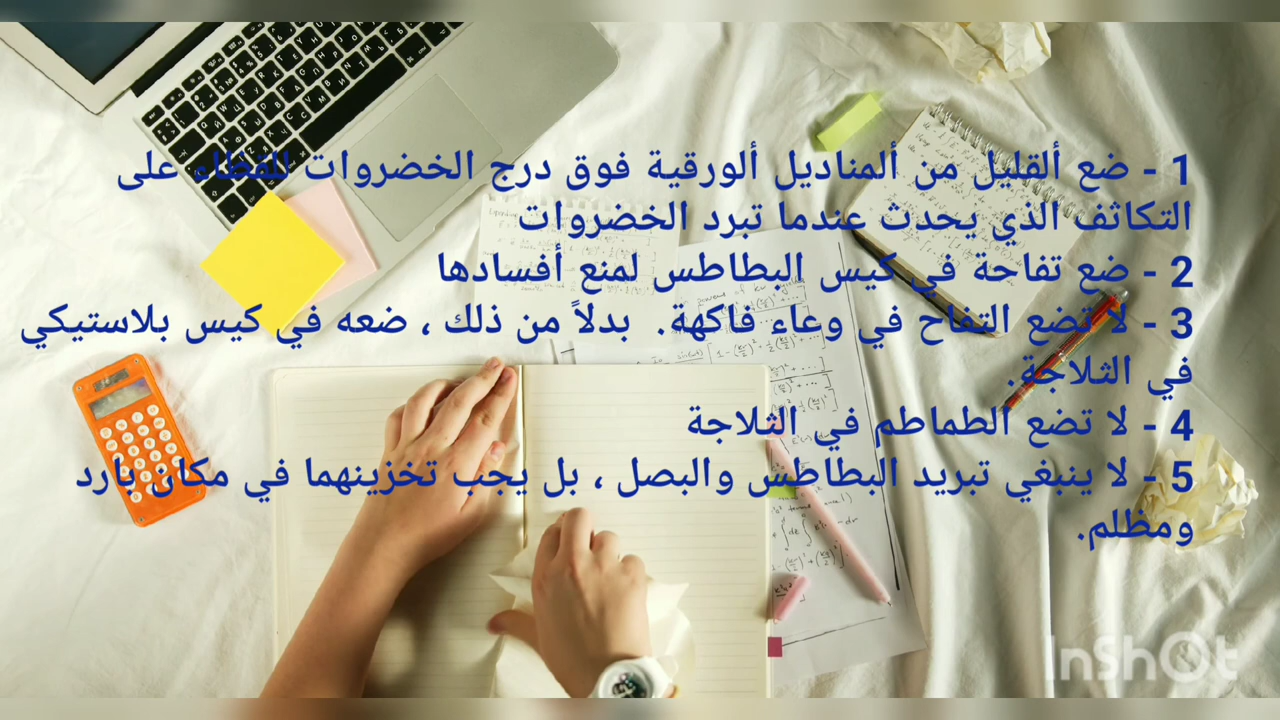 1 - ضع ألقليل من ألمناديل ألورقية فوق درج الخضروات للقظاء على
التكاثف الذي يحدث عندما تبرد الخضروات
2 - ضع تفاحة في كيس البطاطس لمنع أفسادها
3 - لا تضع التفاح في وعاء فاكهة. بدلاً من ذلك ، ضعه في كيس بلاستيكي
في الثلاجة.
4 - لا تضع الطماطم في الثلاجة
5 - لا ينبغي تبريد البطاطس والبصل ، بل يجب تخزينهما في مكان بارد
ومظلم.
InShOt